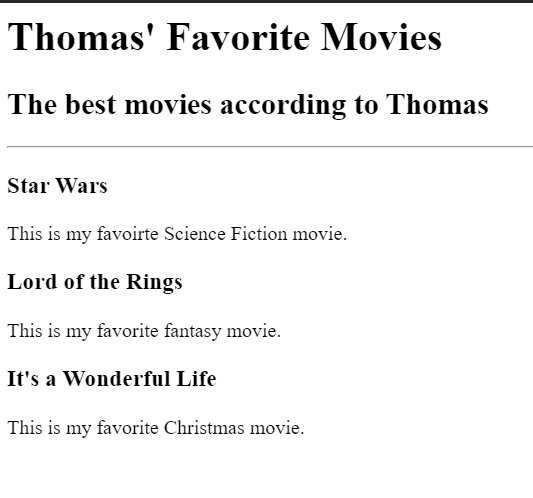 Thomas' Favorite Movies
The best movies according to Thomas
Star Wars
This is my favoirte Science Fiction movie.
Lord of the Rings
This is my favorite fantasy movie.
It's a Wonderful Life
This is my favorite Christmas movie.